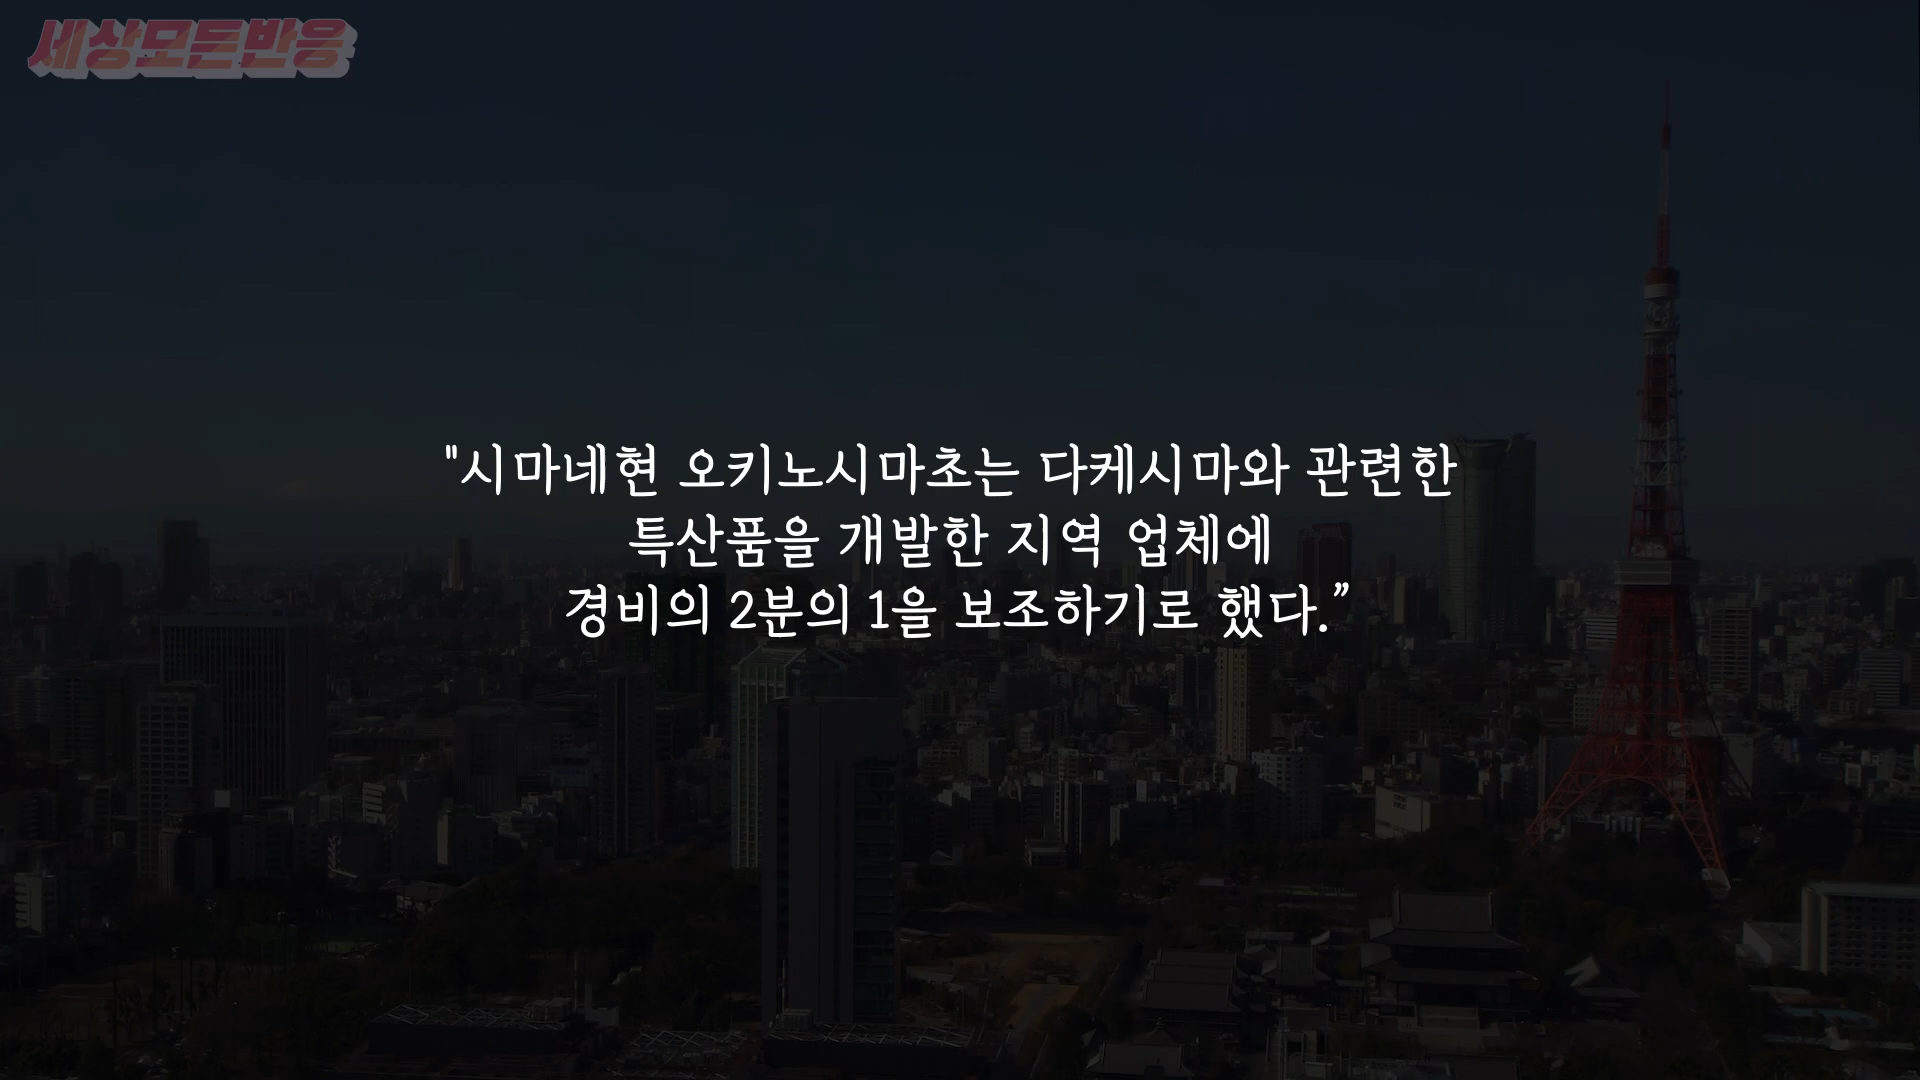 세상모든반응
"시마네현 오키노시마초는 다케시마와 관련한
특산품을 개발한 지역 업체에
경비의 2분의 1을 보조하기로 했다.”